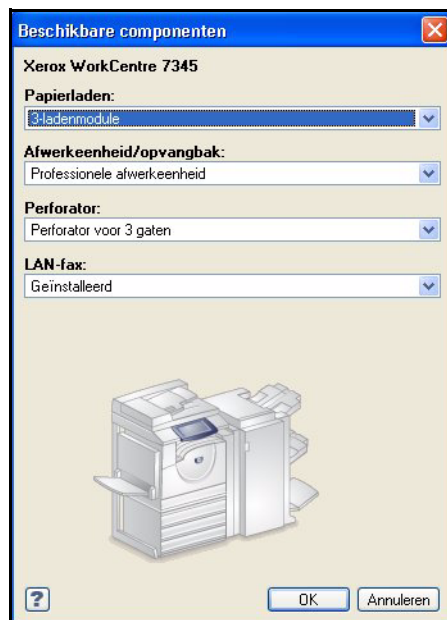 Beschikbare componenten
Xerox WorkCentre 7345
Papierladen:
3-ladenmodule
Afwerkeenheid/opvangbak:
Professionele afwerkeenheid
Perforator:
Perforator voor 3 gaten
LAN-fax:
Geïnstalleerd
?
OK
Annuleren